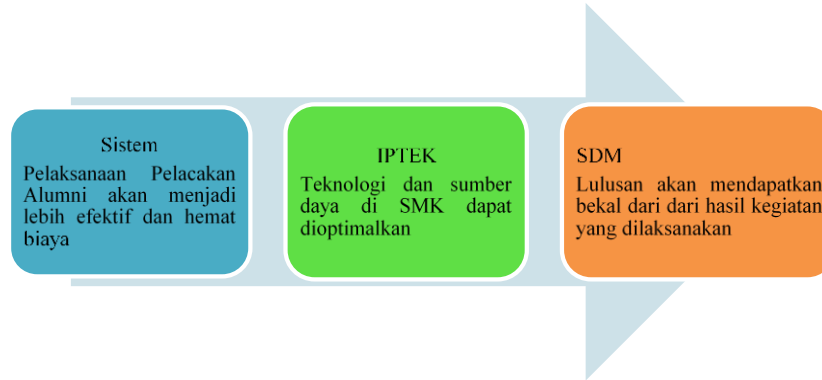 Sistem
Pelaksanaan Pelacakan
Alumni akan menjadi
lebih efektif dan hemat
biaya
IPTEK
Teknologi dan sumber
daya di SMK dapat
dioptimalkan
SDM
Lulusan akan mendapatkan
bekal dari dari hasil kegiatan
yang dilaksanakan